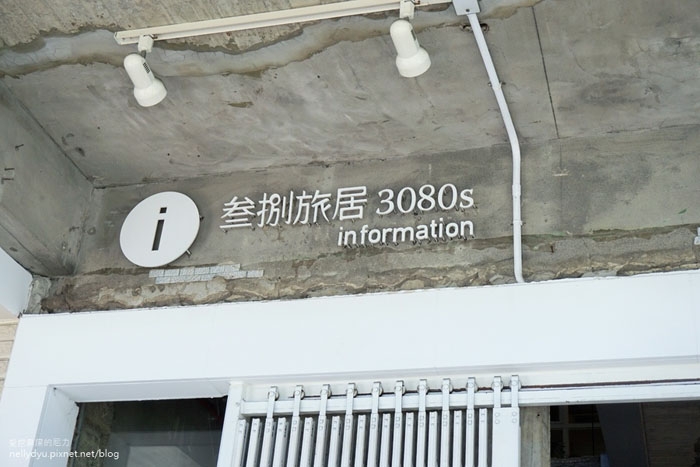 i
叁捌旅居 3080s
information
nellydyu.pixnet.net/blog